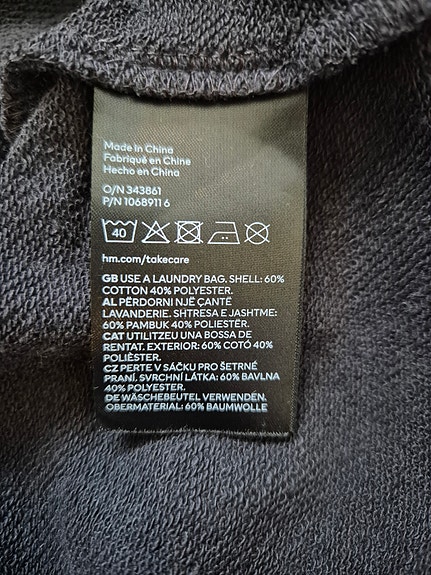 Made in China
Fabriqué en Chine
Hecho en China
O/N 343861
P/N 1068911 6
40
hm.com/takecare
GB USE A LAUNDRY BAG. SHELL: 60%
COTTON 40% POLYESTER.
AL PËRDORNI NJË ÇANTË
LAVANDERIE. SHTRESA E JASHTME:
60% PAMBUK 40% POLIESTËR.
CAT UTILITZEU UNA BOSSA DE
RENTAT. EXTERIOR: 60% COTÓ 40%
POLIÈSTER.
CZ PERTE V SÁČKU PRO ŠETRNÉ
PRANÍ. SVRCHNÍ LÁTKA: 60% BAVLNA
40% POLYESTER.
DE WÄSCHEBEUTEL VERWENDEN.
OBERMATERIAL: 60% BAUMWOLLE